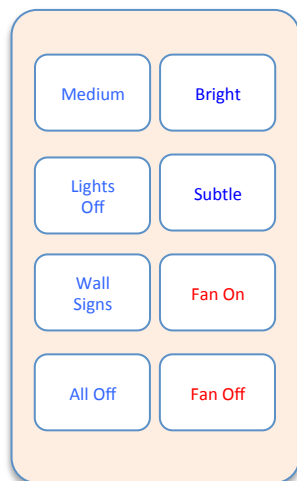 Medium
Bright
Lights
Off
Subtle
Wall
Signs
Fan On
All Off
Fan Off